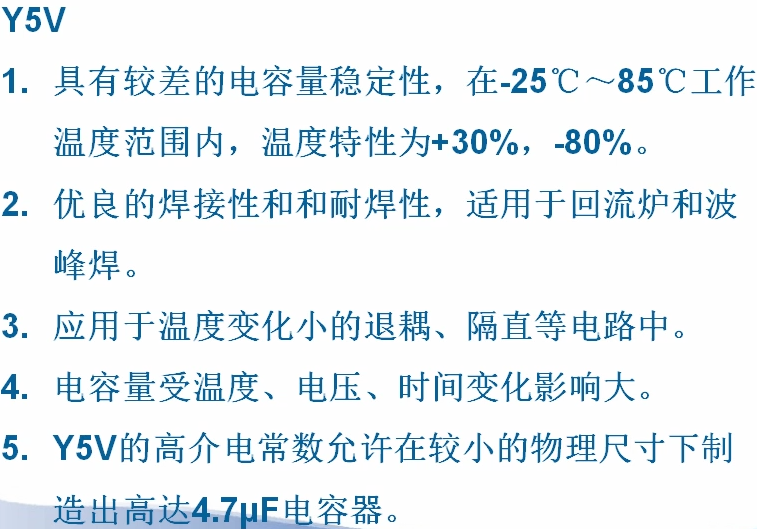 Y5V
1. 具有较差的电容量稳定性，在-25℃～85℃工作
温度范围内，温度特性为+30%，-80%。
2. 优良的焊接性和和耐焊性，适用于回流炉和波
峰焊。
3. 应用于温度变化小的退耦、隔直等电路中。
4. 电容量受温度、电压、时间变化影响大。
5. Y5V的高介电常数允许在较小的物理尺寸下制
造出高达4.7μF电容器。